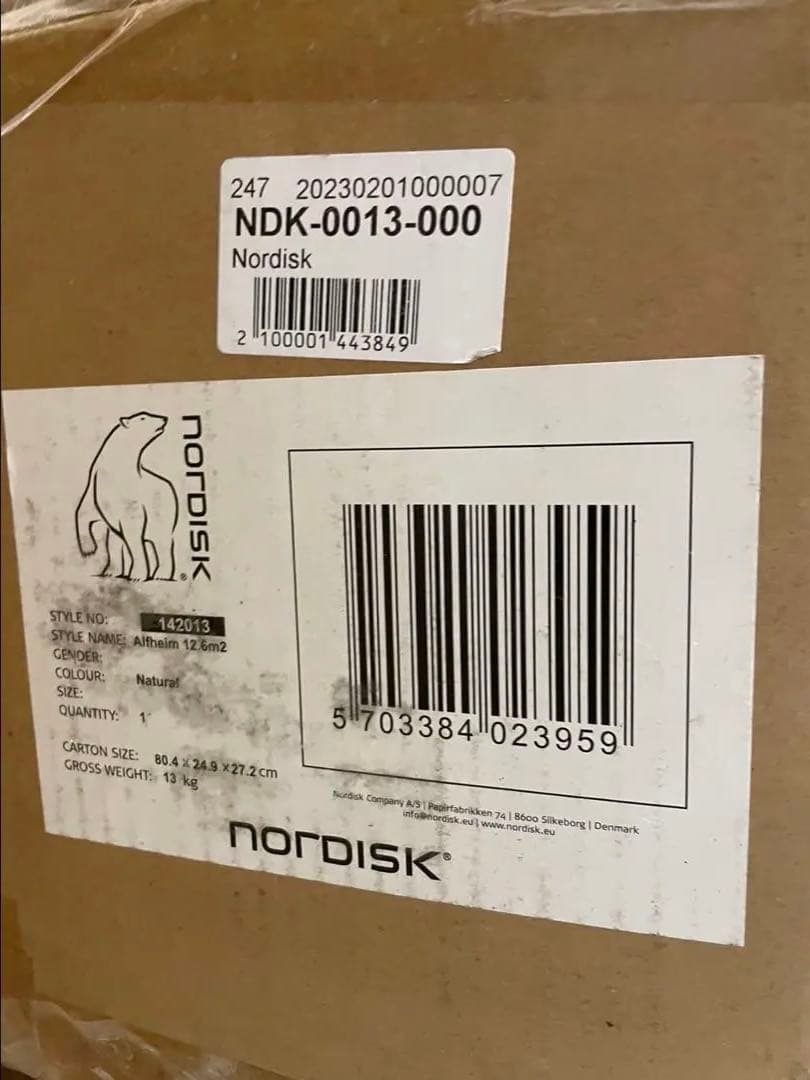 247 20230201000007
NDK-0013-000
Nordisk
2 100001 443849
NORDISK®
STYLE NO: 142013
STYLE NAME: Alfheim 12.6m2
GENDER:
COLOUR: Natural
SIZE:
QUANTITY: 1
CARTON SIZE: 80.4 x 24.9 x 27.2 cm
GROSS WEIGHT: 13 kg
5 703384 023959
Nordisk Company A/S | Papirfabrikken 74 | 8600 Silkeborg | Denmark
info@nordisk.eu | www.nordisk.eu
NORDISK®